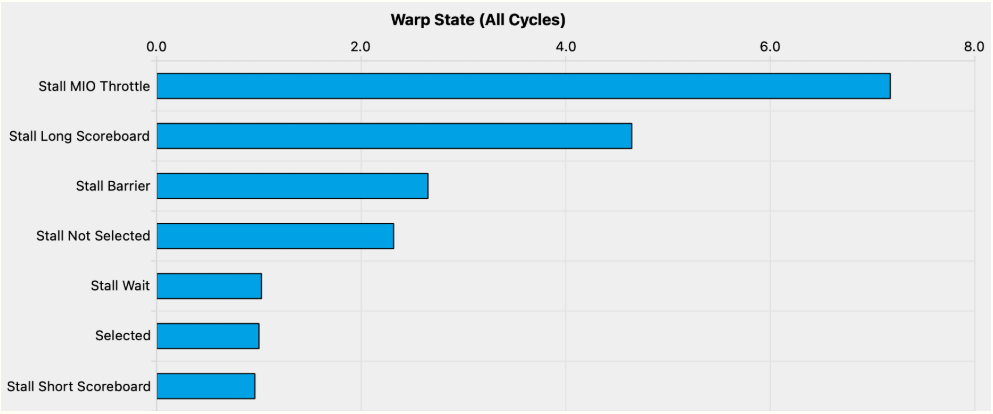 Warp State (All Cycles)
0.0 2.0 4.0 6.0 8.0
Stall MIO Throttle
Stall Long Scoreboard
Stall Barrier
Stall Not Selected
Stall Wait
Selected
Stall Short Scoreboard